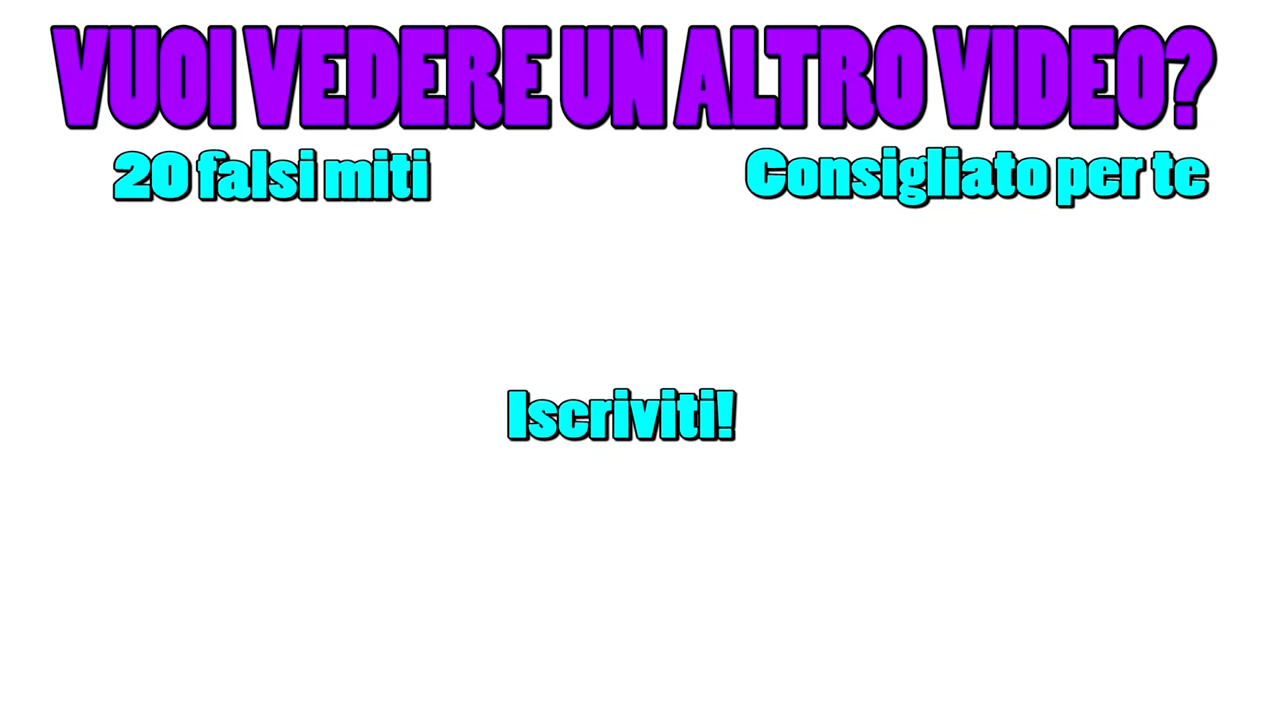 VUOI VEDERE UN ALTRO VIDEO?
20 falsi miti
Consigliato per te
Iscriviti!